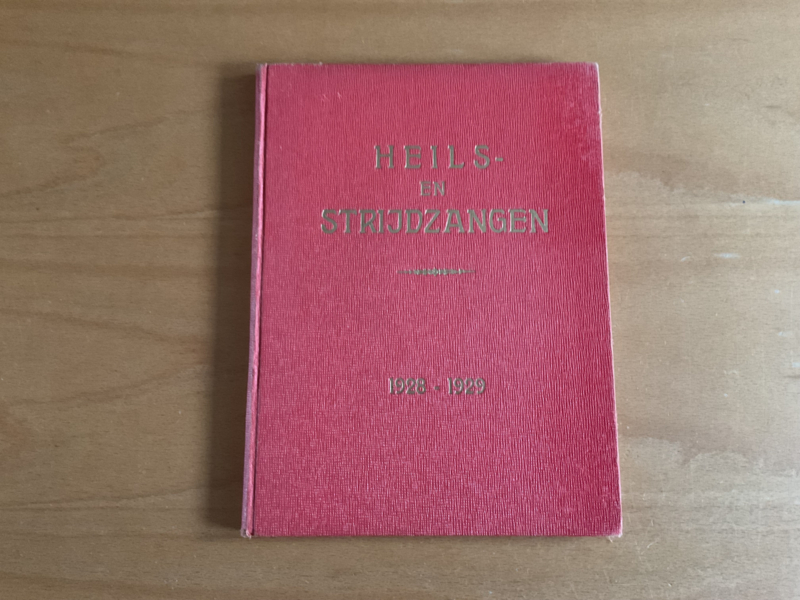 HEILS-
EN
STRIJDZANGEN
1928 - 1929